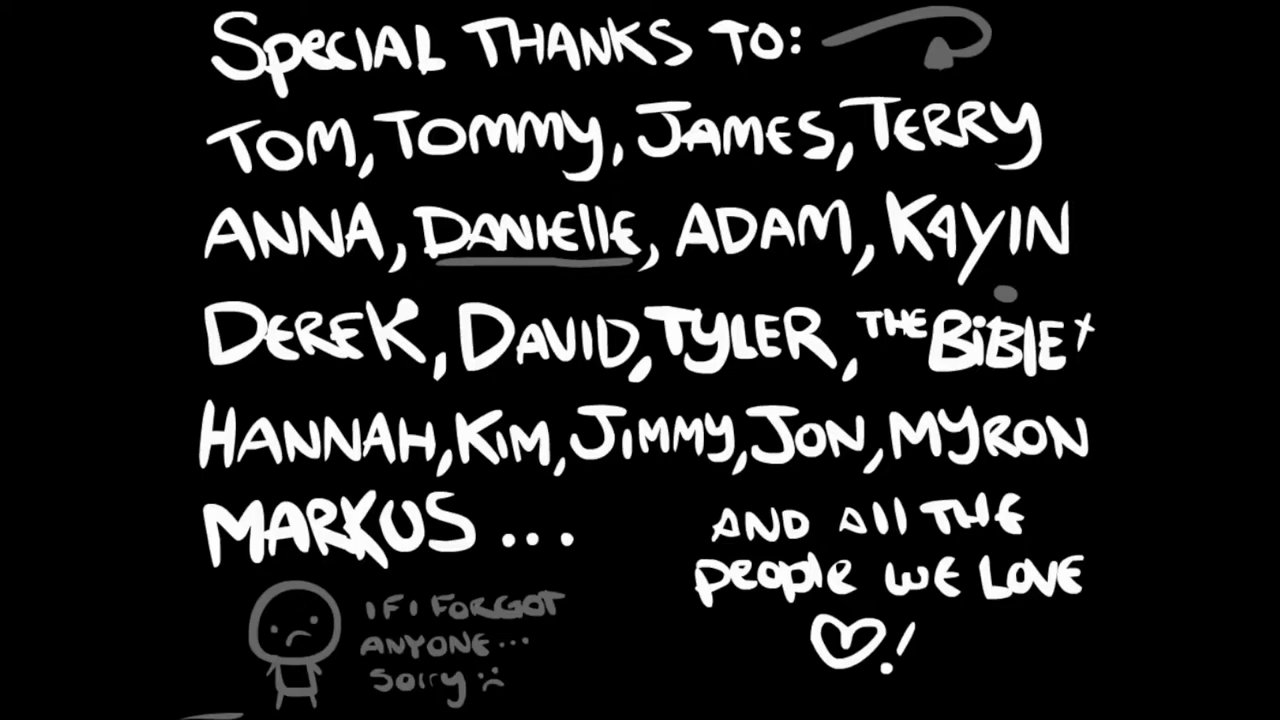 Special THANKS TO:
TOM, TOMMY, JAMES, TERRY
ANNA, DANIElle, ADAM, KAYIN
DEREK, DAVID, TYLER, THE BiBLE
HANNAH, KiM, JiMMY, JON, MYRON
MARKUS ...
AND All THE
people WE LOVE
!
IF I FORGOT
ANYONE...
Sorry :(